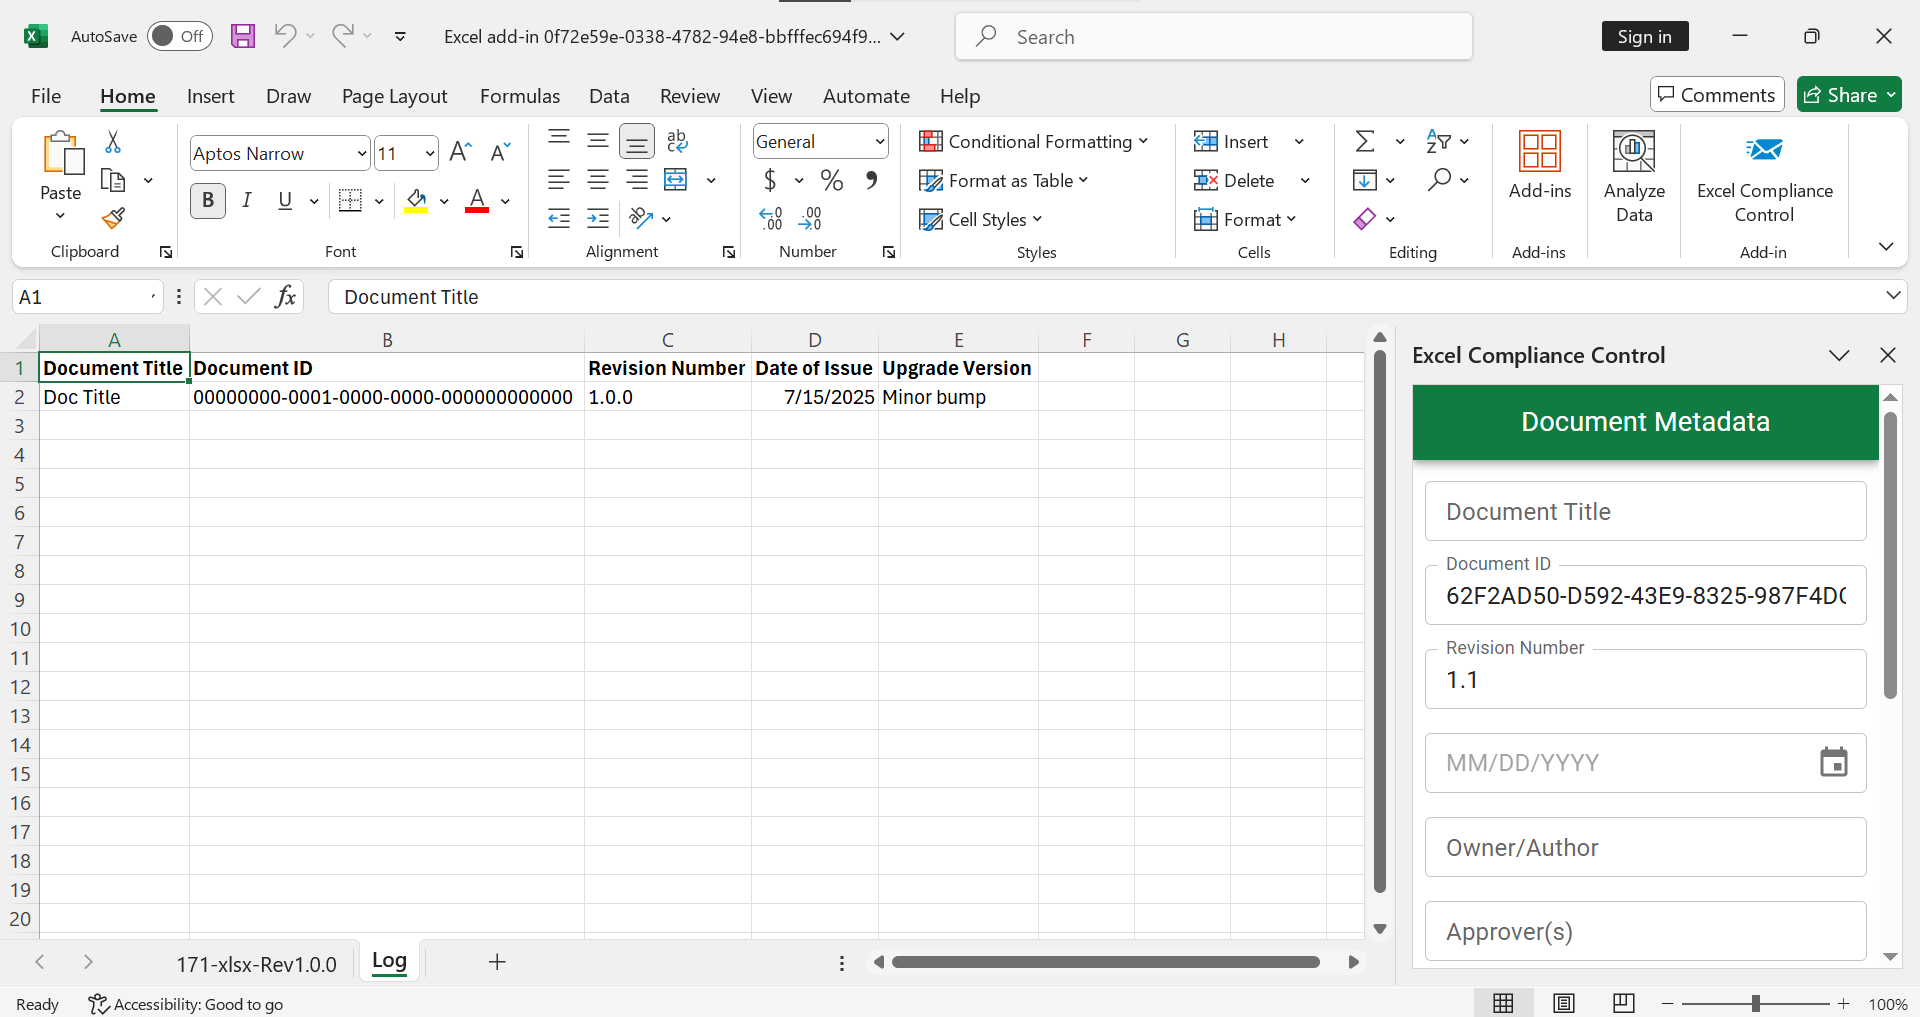 AutoSave Off Excel add-in 0f72e59e-0338-4782-94e8-bbfffec694f9... Search Sign in
File Home Insert Draw Page Layout Formulas Data Review View Automate Help Comments Share
Paste
Clipboard
Aptos Narrow 11
B I U
Font
ab
Alignment
General
$ % 9
Number
Conditional Formatting
Format as Table
Cell Styles
Styles
Insert
Delete
Format
Cells
Editing
Add-ins
Add-ins
Analyze
Data
Excel Compliance
Control
Add-in
A1 fx Document Title
A B C D E F G H
1 Document Title Document ID Revision Number Date of Issue Upgrade Version
2 Doc Title 00000000-0001-0000-0000-000000000000 1.0.0 7/15/2025 Minor bump
3
4
5
6
7
8
9
10
11
12
13
14
15
16
17
18
19
20
Excel Compliance Control
Document Metadata
Document Title
Document ID
62F2AD50-D592-43E9-8325-987F4D
Revision Number
1.1
MM/DD/YYYY
Owner/Author
Approver(s)
171-xlsx-Rev1.0.0 Log
Ready Accessibility: Good to go 100%